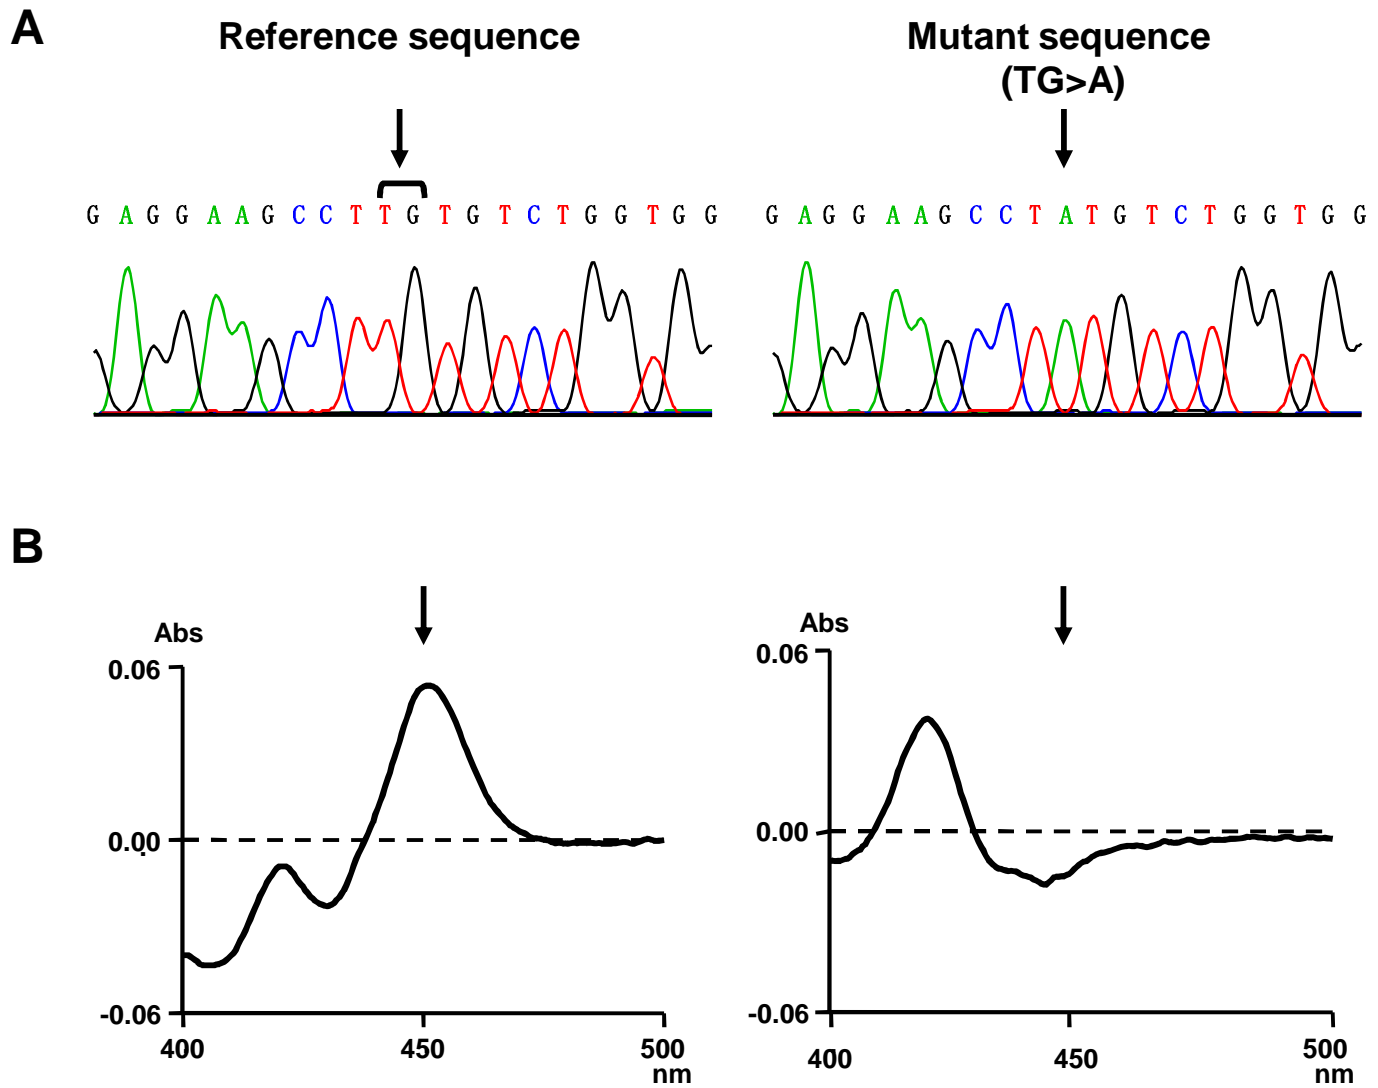 A
Reference sequence
Mutant sequence
(TG>A)
G A G G A A G C C T T G T G T C T G G T G G
G A G G A A G C C T A T G T C T G G T G G
B
Abs
0.06
0.00
-0.06
400
450
500
nm
Abs
0.06
0.00
-0.06
400
450
500
nm